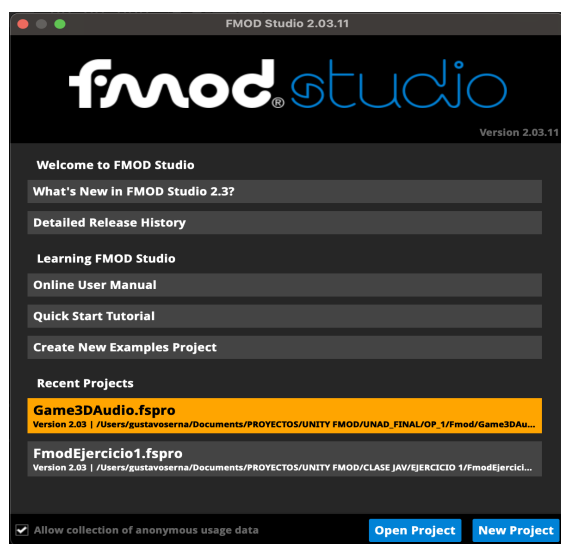 FMOD Studio 2.03.11
fmod® studio
Version 2.03.11
Welcome to FMOD Studio
What's New in FMOD Studio 2.3?
Detailed Release History
Learning FMOD Studio
Online User Manual
Quick Start Tutorial
Create New Examples Project
Recent Projects
Game3DAudio.fspro
Version 2.03 | /Users/gustavoserna/Documents/PROYECTOS/UNITY FMOD/UNAD_FINAL/OP_1/Fmod/Game3DAu...
FmodEjercicio1.fspro
Version 2.03 | /Users/gustavoserna/Documents/PROYECTOS/UNITY FMOD/CLASE JAV/EJERCICIO 1/FmodEjercici...
Allow collection of anonymous usage data
Open Project
New Project